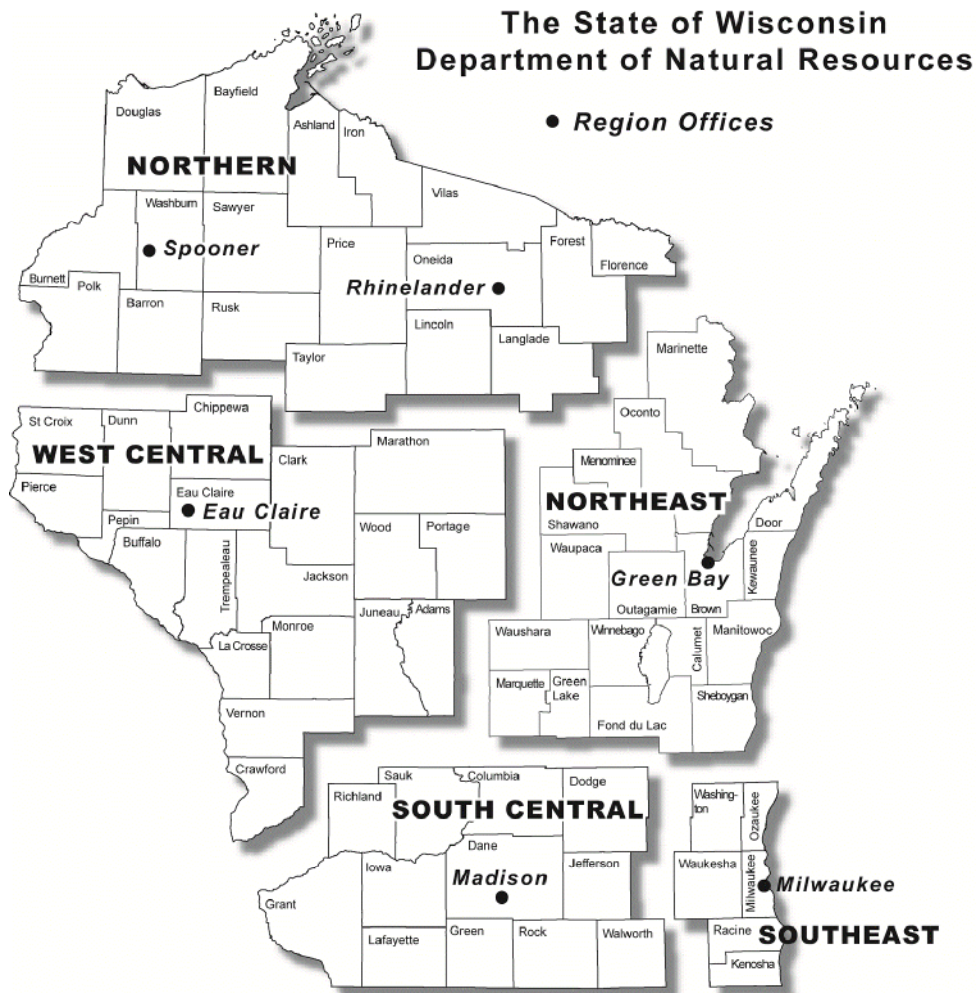 The State of Wisconsin
Department of Natural Resources
Region Offices
Douglas
Bayfield
Ashland
Iron
NORTHERN
Vilas
Washburn
Sawyer
Spooner
Price
Oneida
Forest
Florence
Burnett
Polk
Rhinelander
Barron
Rusk
Lincoln
Langlade
Taylor
Marinette
St Croix
Dunn
Chippewa
WEST CENTRAL
Clark
Marathon
Pierce
Eau Claire
Eau Claire
Pepin
Buffalo
Trempealeau
Wood
Portage
Jackson
Juneau
Adams
Monroe
La Crosse
Vernon
Crawford
Oconto
Menominee
NORTHEAST
Shawano
Door
Waupaca
Kewaunee
Green Bay
Outagamie
Brown
Waushara
Winnebago
Calumet
Manitowoc
Marquette
Green
Lake
Sheboygan
Fond du Lac
Sauk
Columbia
Dodge
Richland
SOUTH CENTRAL
Dane
Iowa
Jefferson
Madison
Grant
Lafayette
Green
Rock
Walworth
Washing-
ton
Ozaukee
Waukesha
Milwaukee
Milwaukee
Racine
SOUTHEAST
Kenosha